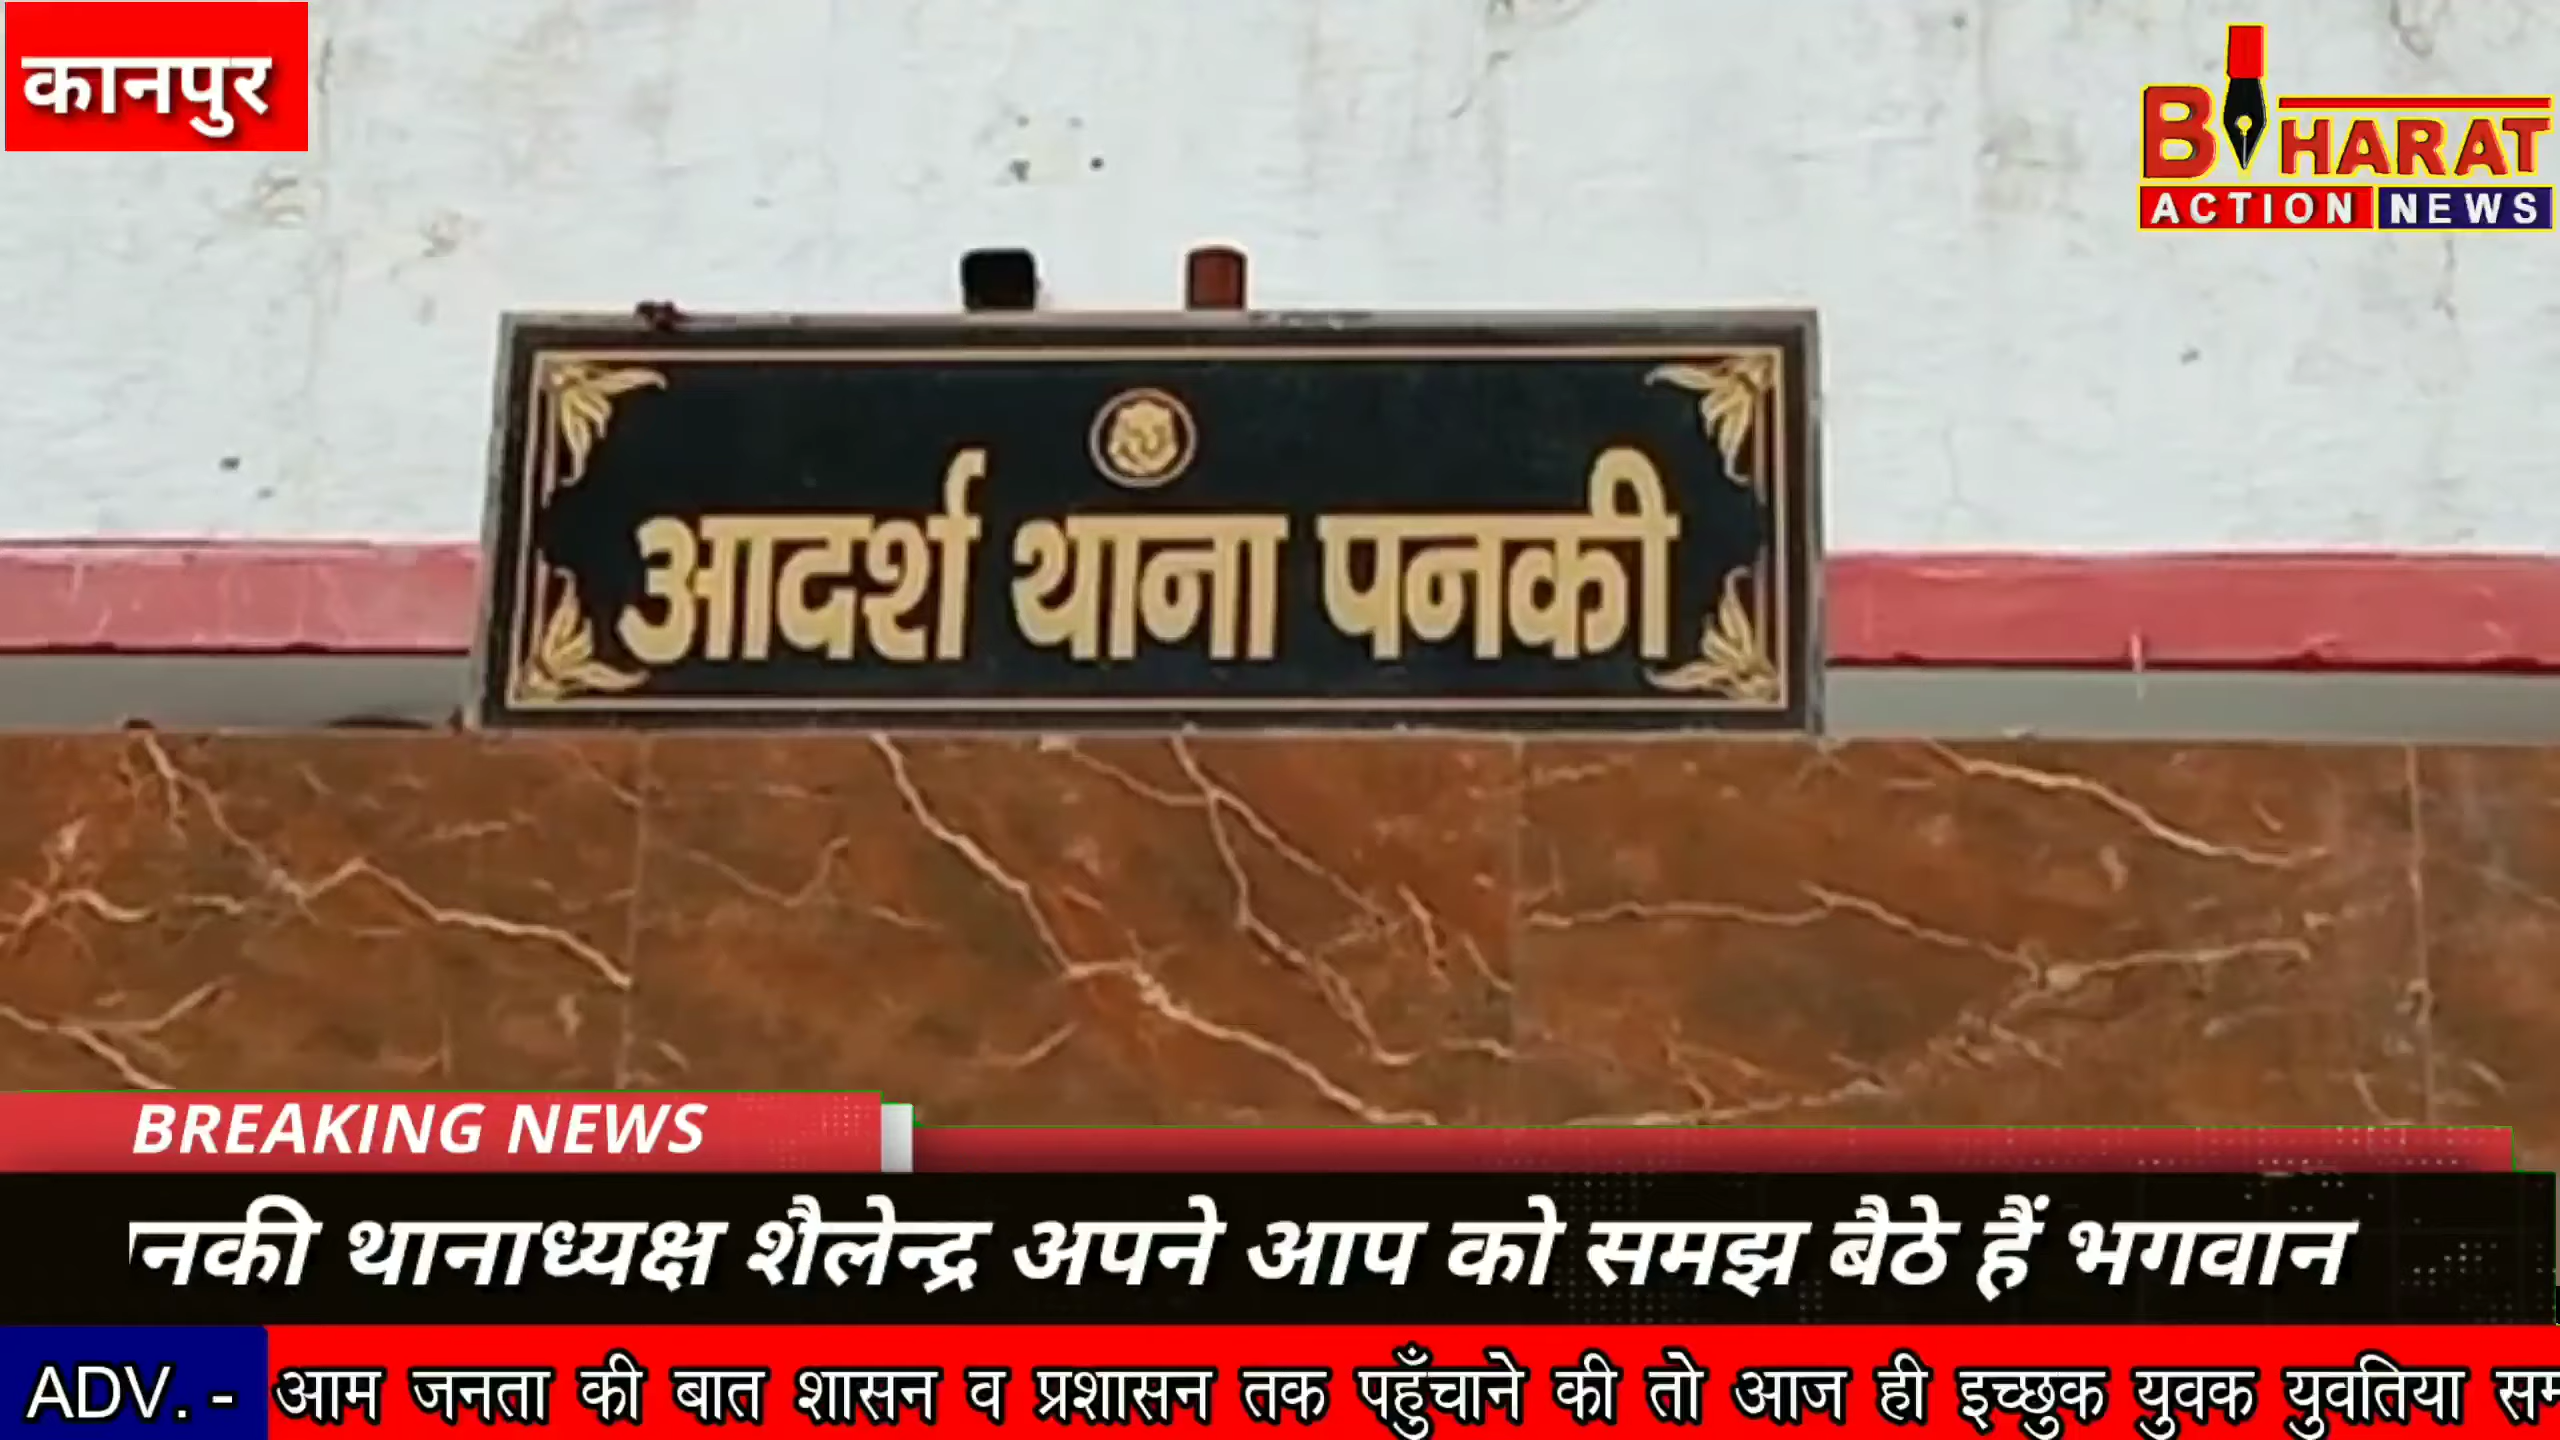 कानपुर
BHARAT
ACTION NEWS
आदर्श थाना पनकी
BREAKING NEWS
नकी थानाध्यक्ष शैलेन्द्र अपने आप को समझ बैठे हैं भगवान
ADV. - आम जनता की बात शासन व प्रशासन तक पहुँचाने की तो आज ही इच्छुक युवक युवतिया सम